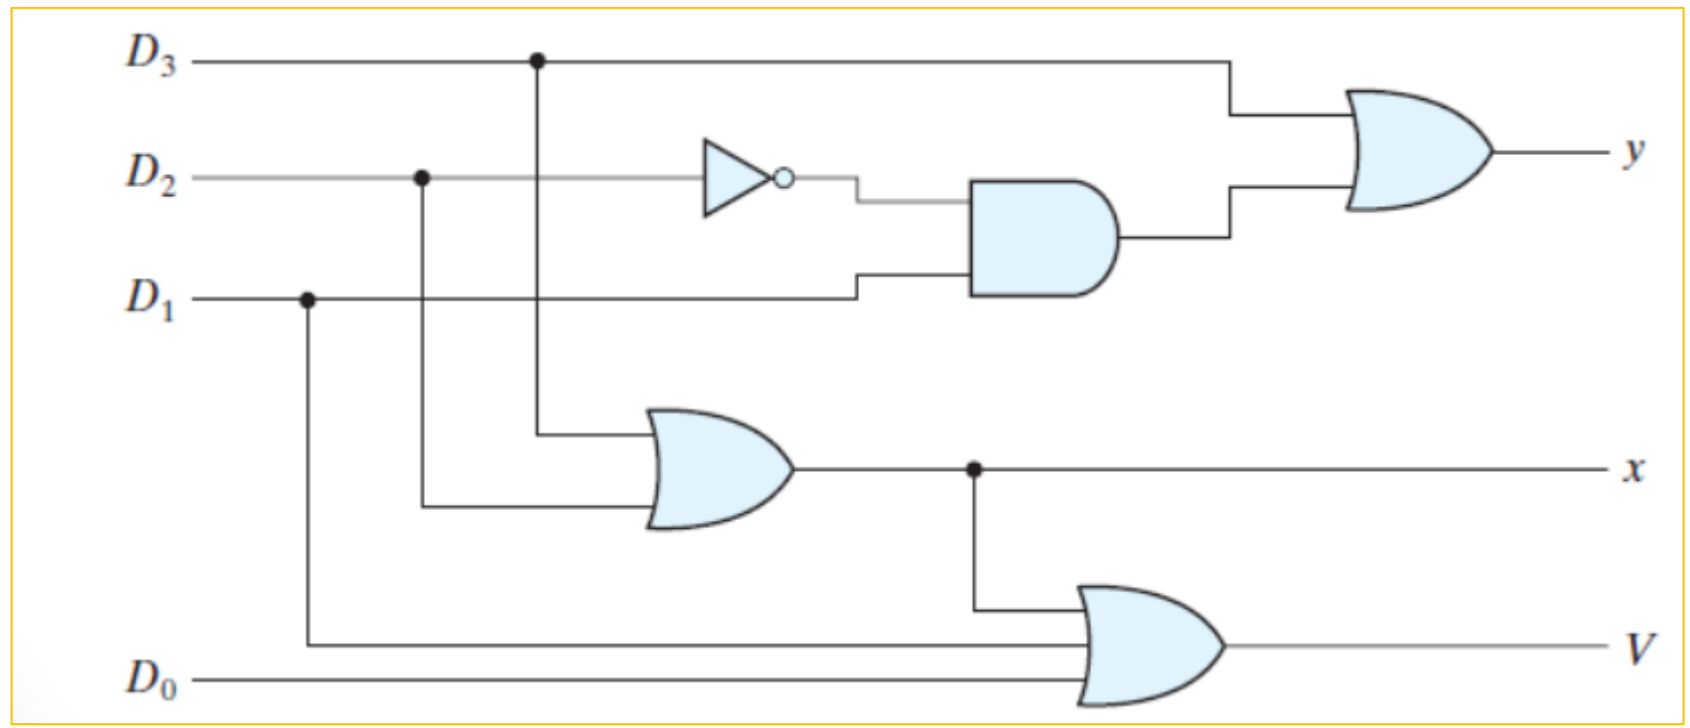 D₃
y
D₂
D₁
x
V
D₀